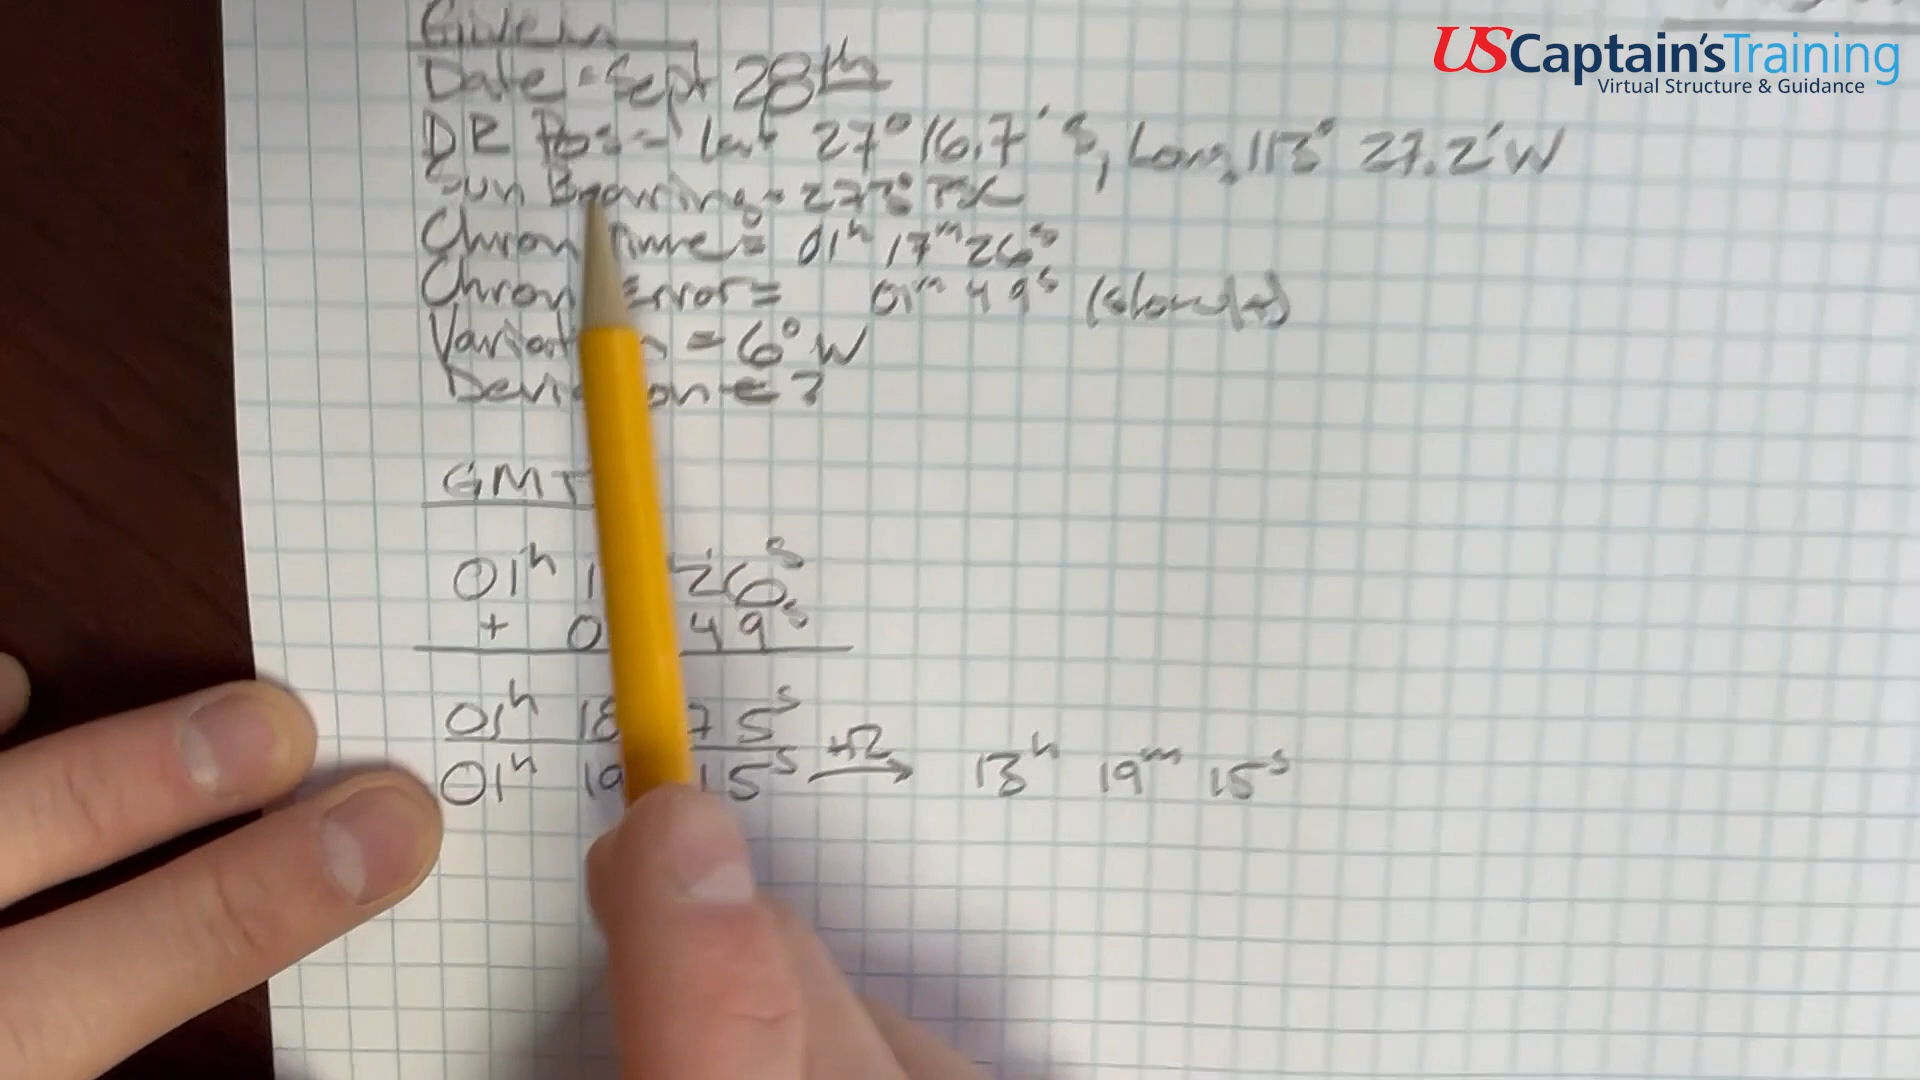 USCaptain'sTraining
Virtual Structure & Guidance
Given
Date = Sept 28th
DR Pos = Lat 27° 16.7' S, Long 113° 27.2' W
Sun Bearing =
Chron Time = 01h 17m 26s
Chron Error = 01m 49s (slow)(+)
Variation = 6° W
Deviation = ?
GMT
01h 1 26s
+ 0 49s
01h 18 75s
01h 19 15s +12 → 13h 19m 15s